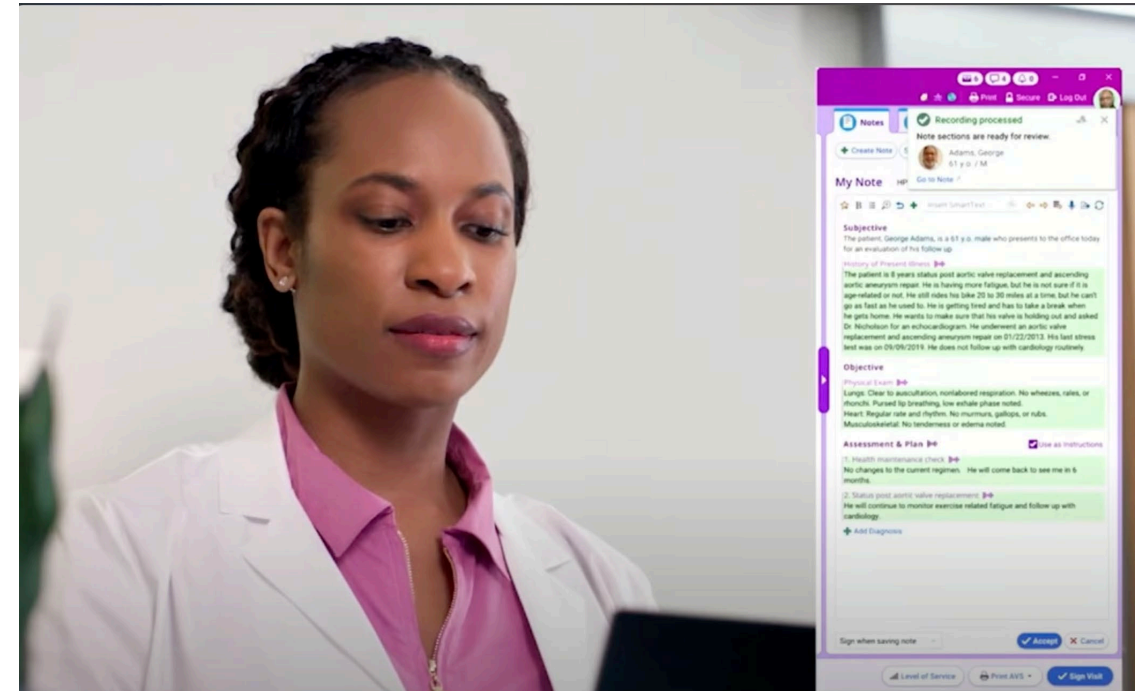 6 4 0
Print Secure Log Out
Notes
Recording processed
Note sections are ready for review.
Adams, George
61 y.o. / M
Go to Note
Create Note
My Note HP
Insert SmartText
Subjective
The patient, George Adams, is a 61 y.o. male who presents to the office today
for an evaluation of his follow up
History of Present Illness
The patient is 8 years status post aortic valve replacement and ascending
aortic aneurysm repair. He is having more fatigue, but he is not sure if it is
age-related or not. He still rides his bike 20 to 30 miles at a time, but he can't
go as fast as he used to. He is getting tired and has to take a break when
he gets home. He wants to make sure that his valve is holding out and asked
Dr. Nicholson for an echocardiogram. He underwent an aortic valve
replacement and ascending aneurysm repair on 01/22/2013. His last stress
test was on 09/09/2019. He does not follow up with cardiology routinely.
Objective
Physical Exam
Lungs: Clear to auscultation, nonlabored respiration. No wheezes, rales, or
rhonchi. Pursed lip breathing, low exhale phase noted.
Heart: Regular rate and rhythm. No murmurs, gallops, or rubs.
Musculoskeletal: No tenderness or edema noted.
Assessment & Plan Use as Instructions
1. Health maintenance check
No changes to the current regimen. He will come back to see me in 6
months.
2. Status post aortic valve replacement
He will continue to monitor exercise related fatigue and follow up with
cardiology.
Add Diagnosis
Sign when saving note Accept Cancel
Level of Service Print AVS Sign Visit